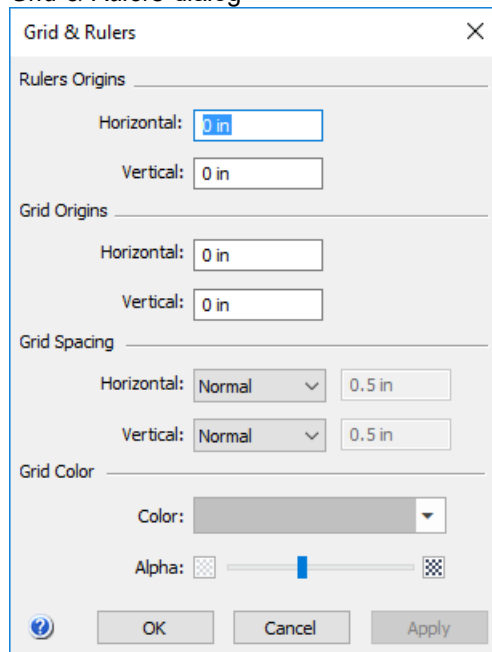 Grid & Rulers
Rulers Origins
Horizontal: 0 in
Vertical: 0 in
Grid Origins
Horizontal: 0 in
Vertical: 0 in
Grid Spacing
Horizontal: Normal 0.5 in
Vertical: Normal 0.5 in
Grid Color
Color:
Alpha:
? OK Cancel Apply